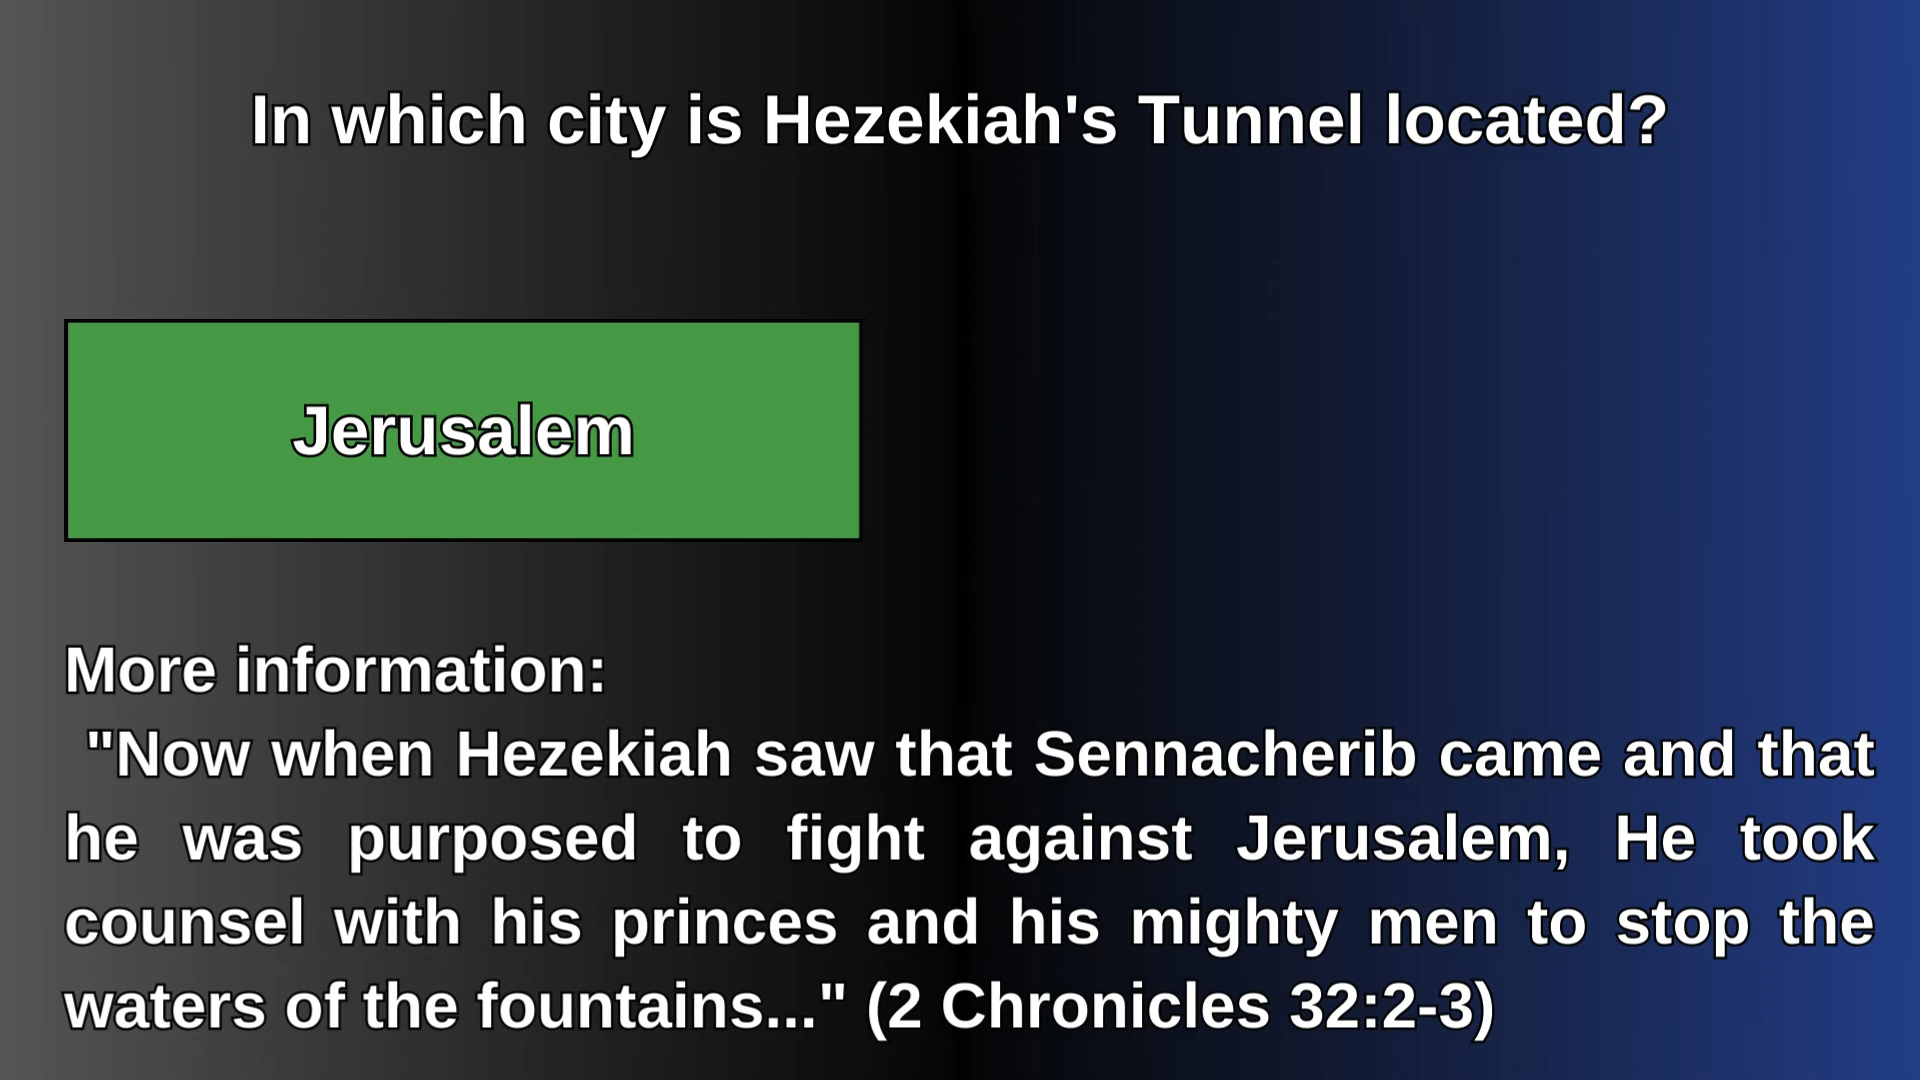 In which city is Hezekiah's Tunnel located?
Jerusalem
More information:
"Now when Hezekiah saw that Sennacherib came and that
he was purposed to fight against Jerusalem, He took
counsel with his princes and his mighty men to stop the
waters of the fountains..." (2 Chronicles 32:2-3)